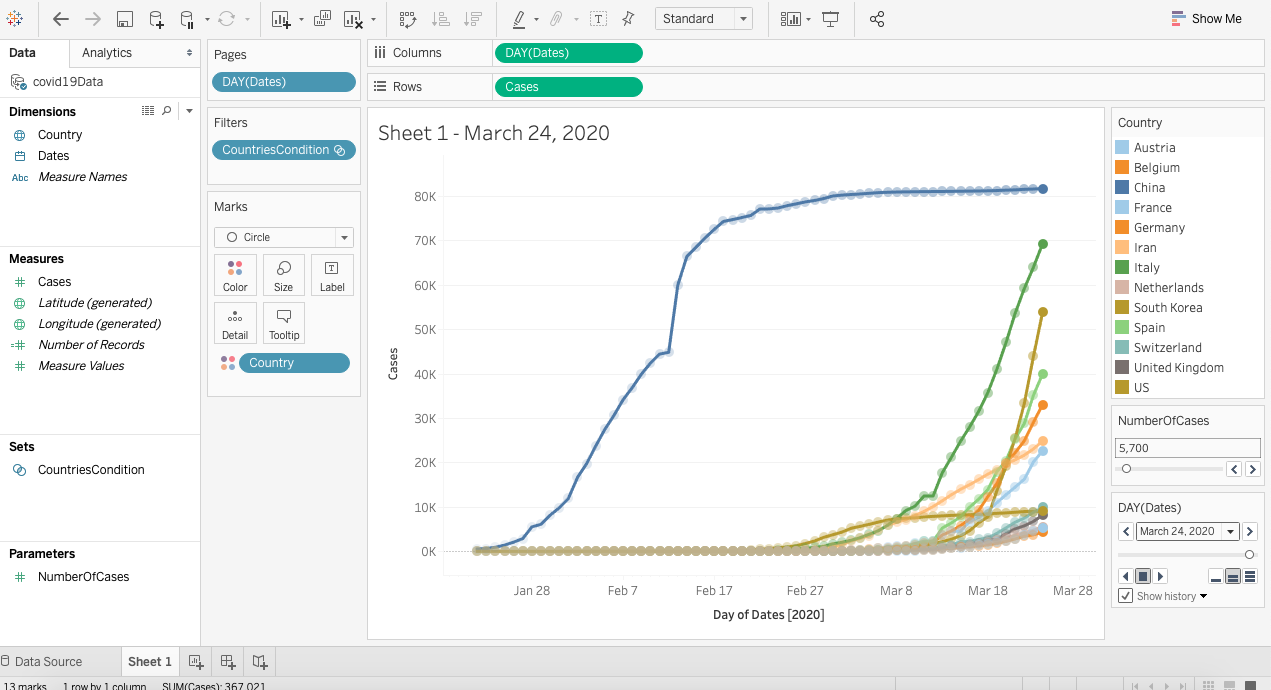 Standard
Show Me
Data
Analytics
covid19Data
Dimensions
Country
Dates
Abc Measure Names
Measures
Cases
Latitude (generated)
Longitude (generated)
Number of Records
Measure Values
Sets
CountriesCondition
Parameters
NumberOfCases
Pages
DAY(Dates)
Filters
CountriesCondition
Marks
Circle
Color
Size
Label
Detail
Tooltip
Country
Columns
DAY(Dates)
Rows
Cases
Sheet 1 - March 24, 2020
80K
70K
60K
50K
40K
30K
20K
10K
0K
Cases
Jan 28
Feb 7
Feb 17
Feb 27
Mar 8
Mar 18
Mar 28
Day of Dates [2020]
Country
Austria
Belgium
China
France
Germany
Iran
Italy
Netherlands
South Korea
Spain
Switzerland
United Kingdom
US
NumberOfCases
5,700
DAY(Dates)
March 24, 2020
Show history
Data Source
Sheet 1
13 marks
1 row by 1 column
SUM(Cases): 367,021